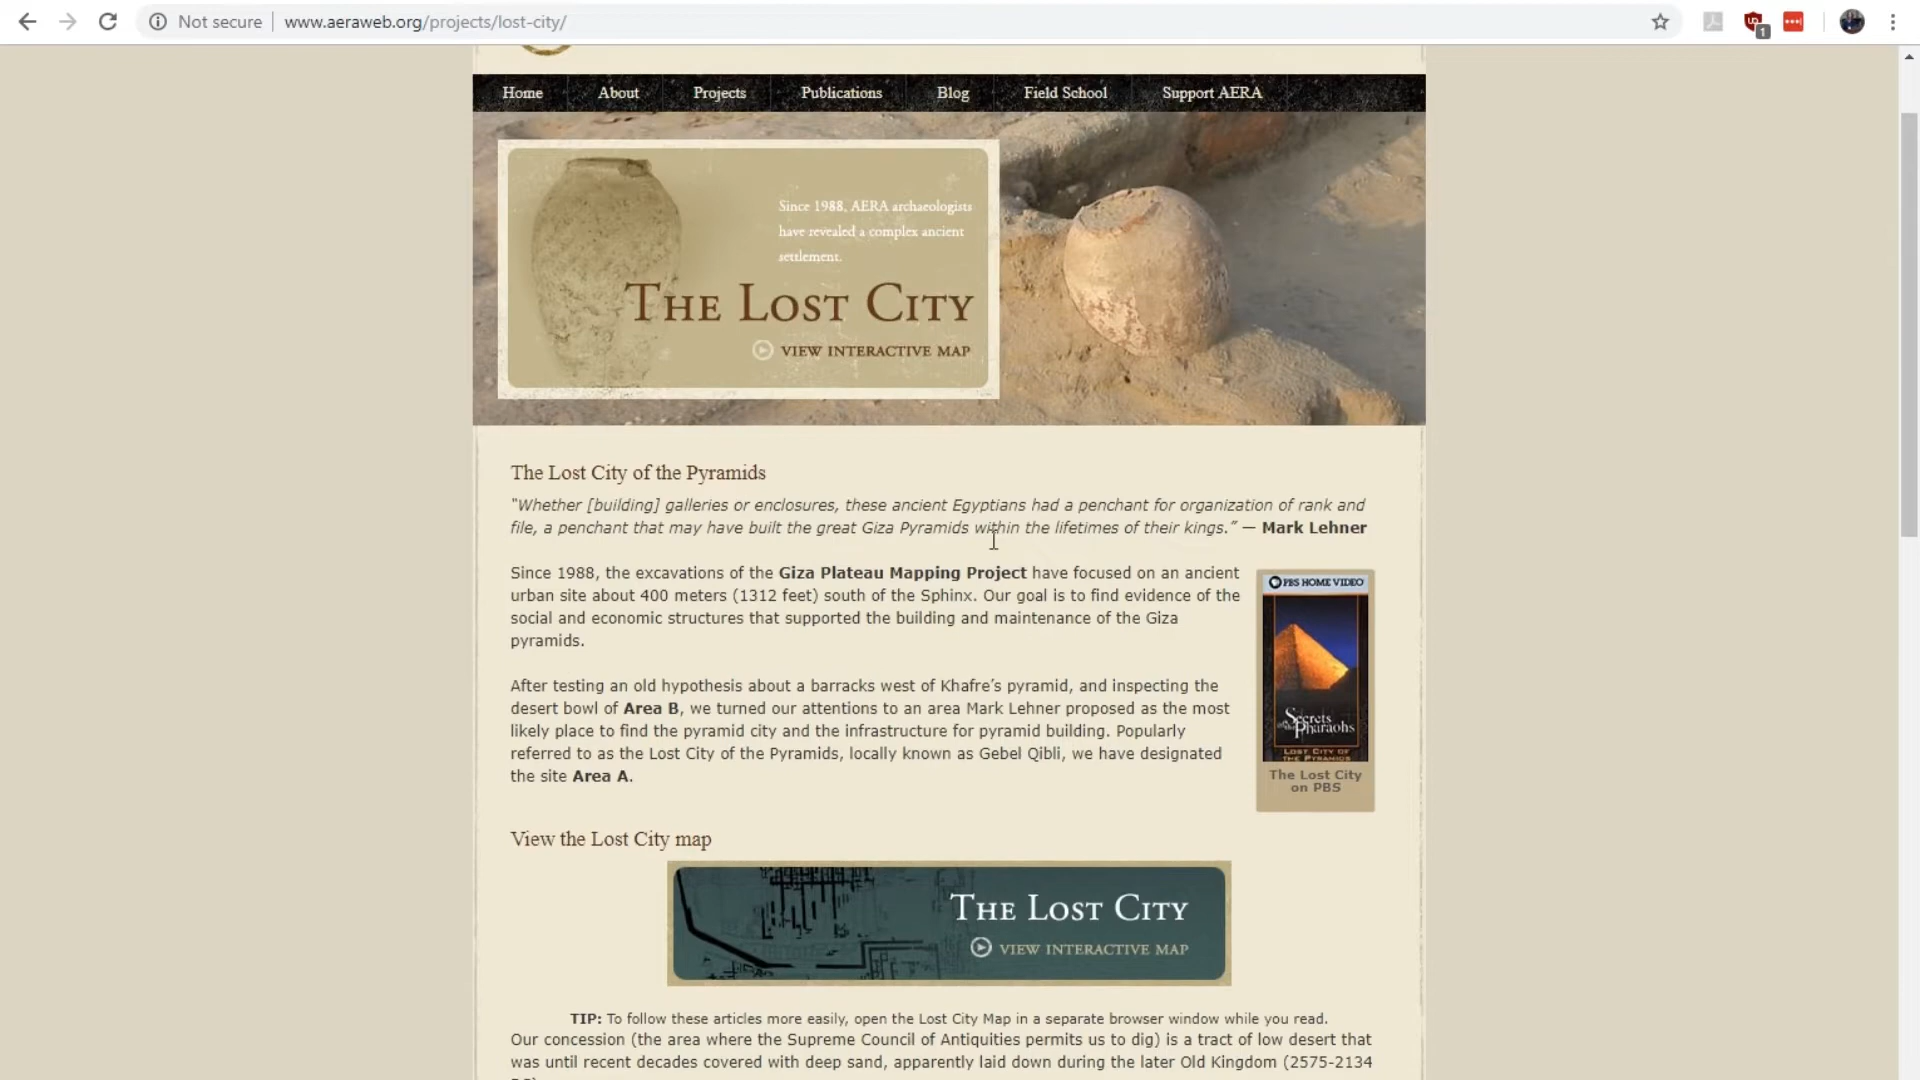 Not secure
www.aeraweb.org/projects/lost-city/
1
Home About Projects Publications Blog Field School Support AERA
Since 1988, AERA archaeologists
have revealed a complex ancient
settlement.
The Lost City
VIEW INTERACTIVE MAP
The Lost City of the Pyramids
“Whether [building] galleries or enclosures, these ancient Egyptians had a penchant for organization of rank and
file, a penchant that may have built the great Giza Pyramids within the lifetimes of their kings.” — Mark Lehner
Since 1988, the excavations of the Giza Plateau Mapping Project have focused on an ancient
urban site about 400 meters (1312 feet) south of the Sphinx. Our goal is to find evidence of the
social and economic structures that supported the building and maintenance of the Giza
pyramids.
After testing an old hypothesis about a barracks west of Khafre’s pyramid, and inspecting the
desert bowl of Area B, we turned our attentions to an area Mark Lehner proposed as the most
likely place to find the pyramid city and the infrastructure for pyramid building. Popularly
referred to as the Lost City of the Pyramids, locally known as Gebel Qibli, we have designated
the site Area A.
PBS HOME VIDEO
Secrets
of the Pharaohs
LOST CITY OF
THE PYRAMIDS
The Lost City
on PBS
View the Lost City map
The Lost City
VIEW INTERACTIVE MAP
TIP: To follow these articles more easily, open the Lost City Map in a separate browser window while you read.
Our concession (the area where the Supreme Council of Antiquities permits us to dig) is a tract of low desert that
was until recent decades covered with deep sand, apparently laid down during the later Old Kingdom (2575-2134